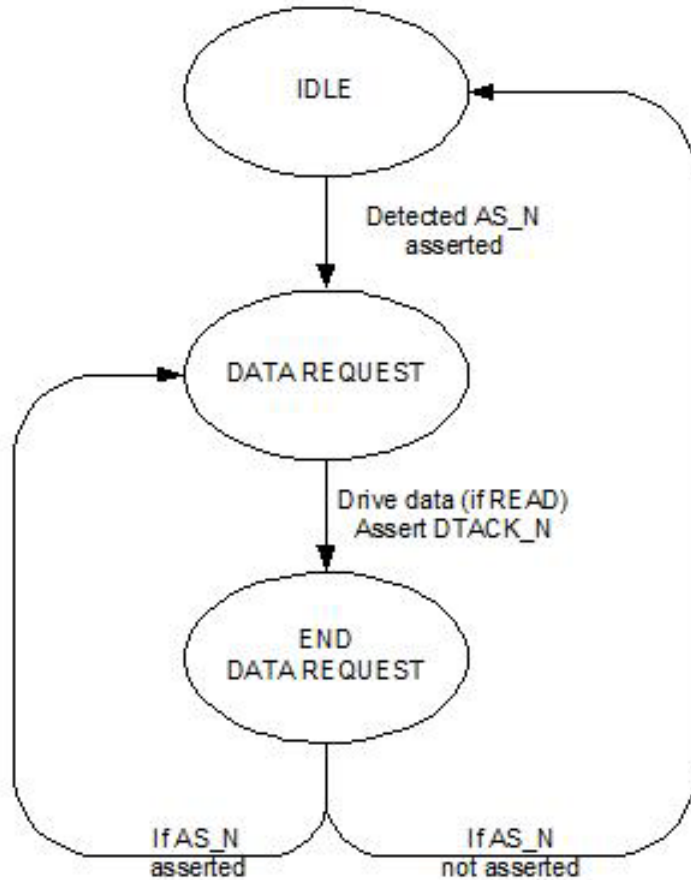 IDLE
Detected AS_N
asserted
DATA REQUEST
Drive data (if READ)
Assert DTACK_N
END
DATA REQUEST
If AS_N
asserted
If AS_N
not asserted